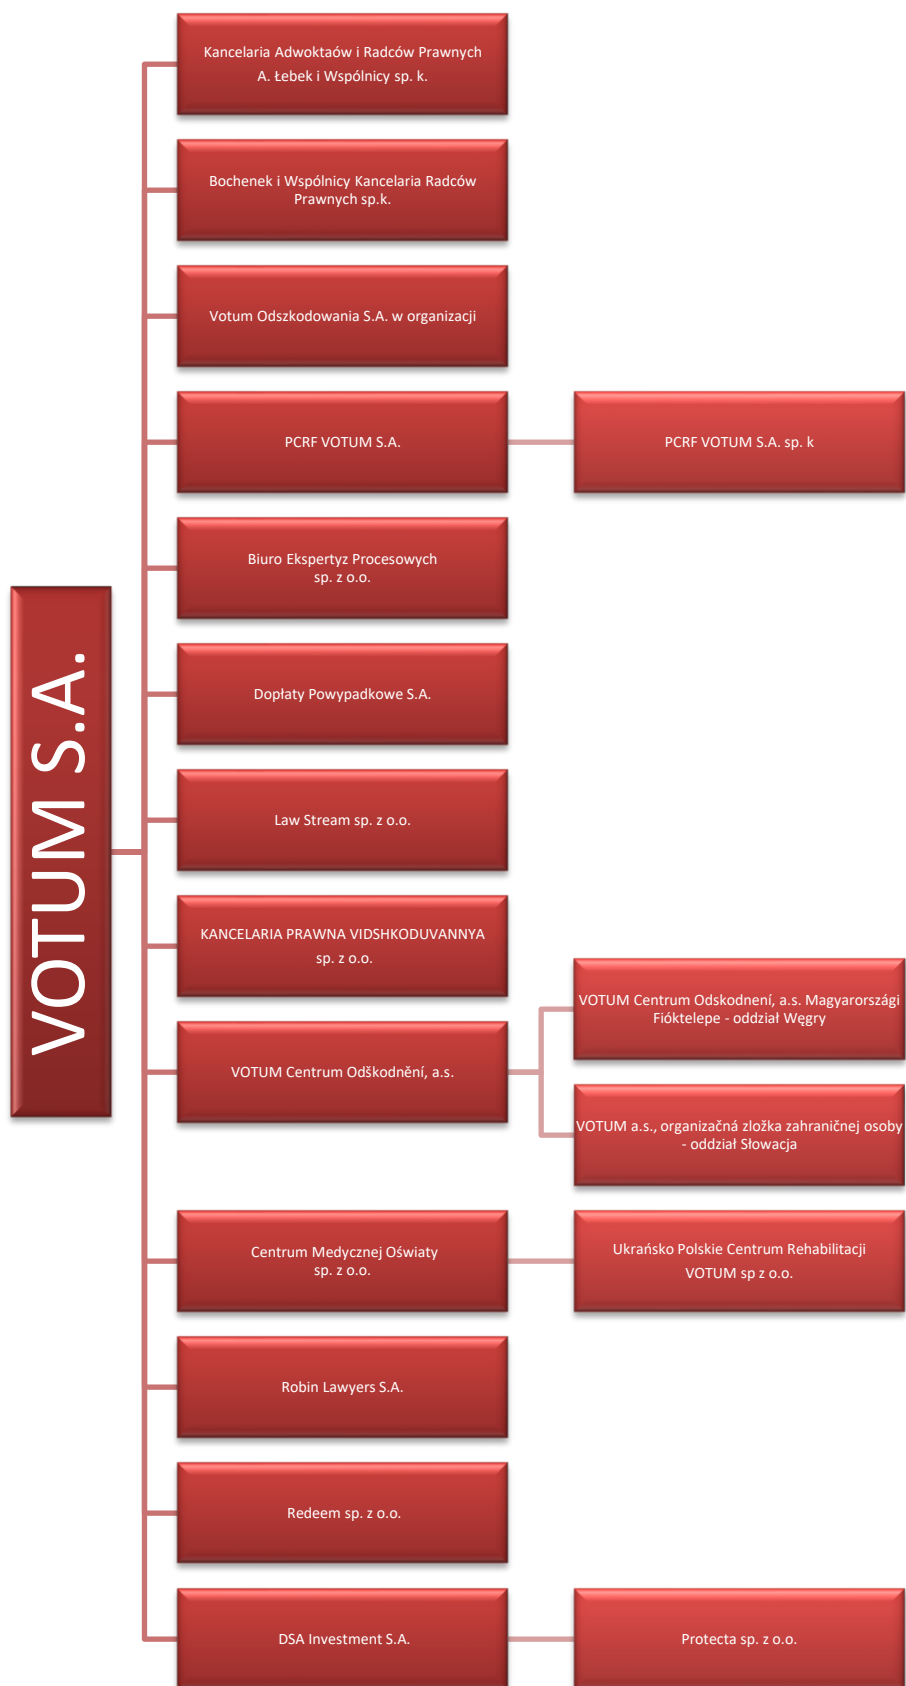 VOTUM S.A.
Kancelaria Adwoktaów i Radców Prawnych
A. Łebek i Wspólnicy sp. k.
Bochenek i Wspólnicy Kancelaria Radców
Prawnych sp.k.
Votum Odszkodowania S.A. w organizacji
PCRF VOTUM S.A.
PCRF VOTUM S.A. sp. k
Biuro Ekspertyz Procesowych
sp. z o.o.
Dopłaty Powypadkowe S.A.
Law Stream sp. z o.o.
KANCELARIA PRAWNA VIDSHKODUVANNYA
sp. z o.o.
VOTUM Centrum Odškodnění, a.s.
VOTUM Centrum Odskodnení, a.s. Magyarországi
Fióktelepe - oddział Węgry
VOTUM a.s., organizačná zložka zahraničnej osoby
- oddział Słowacja
Centrum Medycznej Oświaty
sp. z o.o.
Ukrańsko Polskie Centrum Rehabilitacji
VOTUM sp z o.o.
Robin Lawyers S.A.
Redeem sp. z o.o.
DSA Investment S.A.
Protecta sp. z o.o.